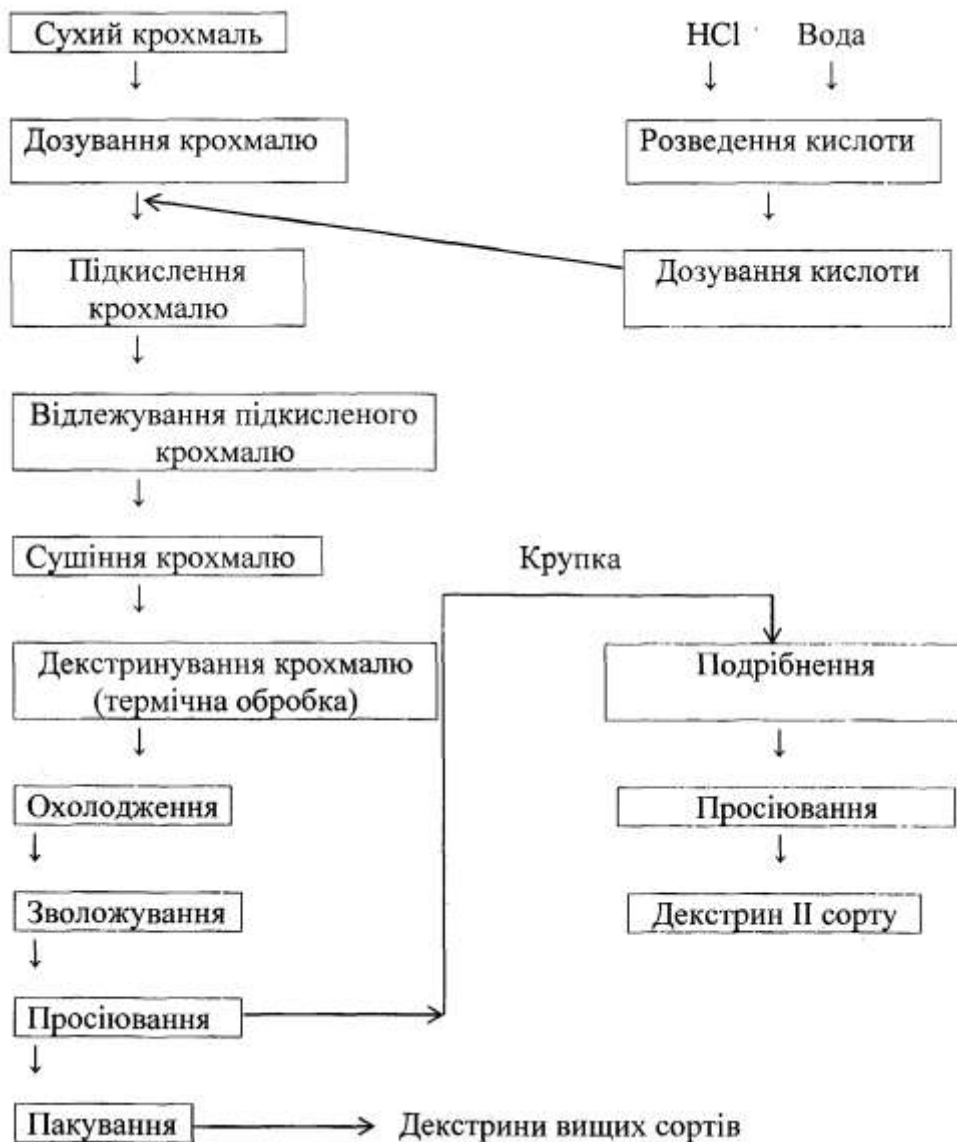 Сухий крохмаль
HCl Вода
Дозування крохмалю
Розведення кислоти
Підкислення
крохмалю
Дозування кислоти
Відлежування підкисленого
крохмалю
Сушіння крохмалю
Крупка
Декстринування крохмалю
(термічна обробка)
Подрібнення
Охолодження
Просіювання
Зволожування
Декстрин ІІ сорту
Просіювання
Пакування
Декстрини вищих сортів